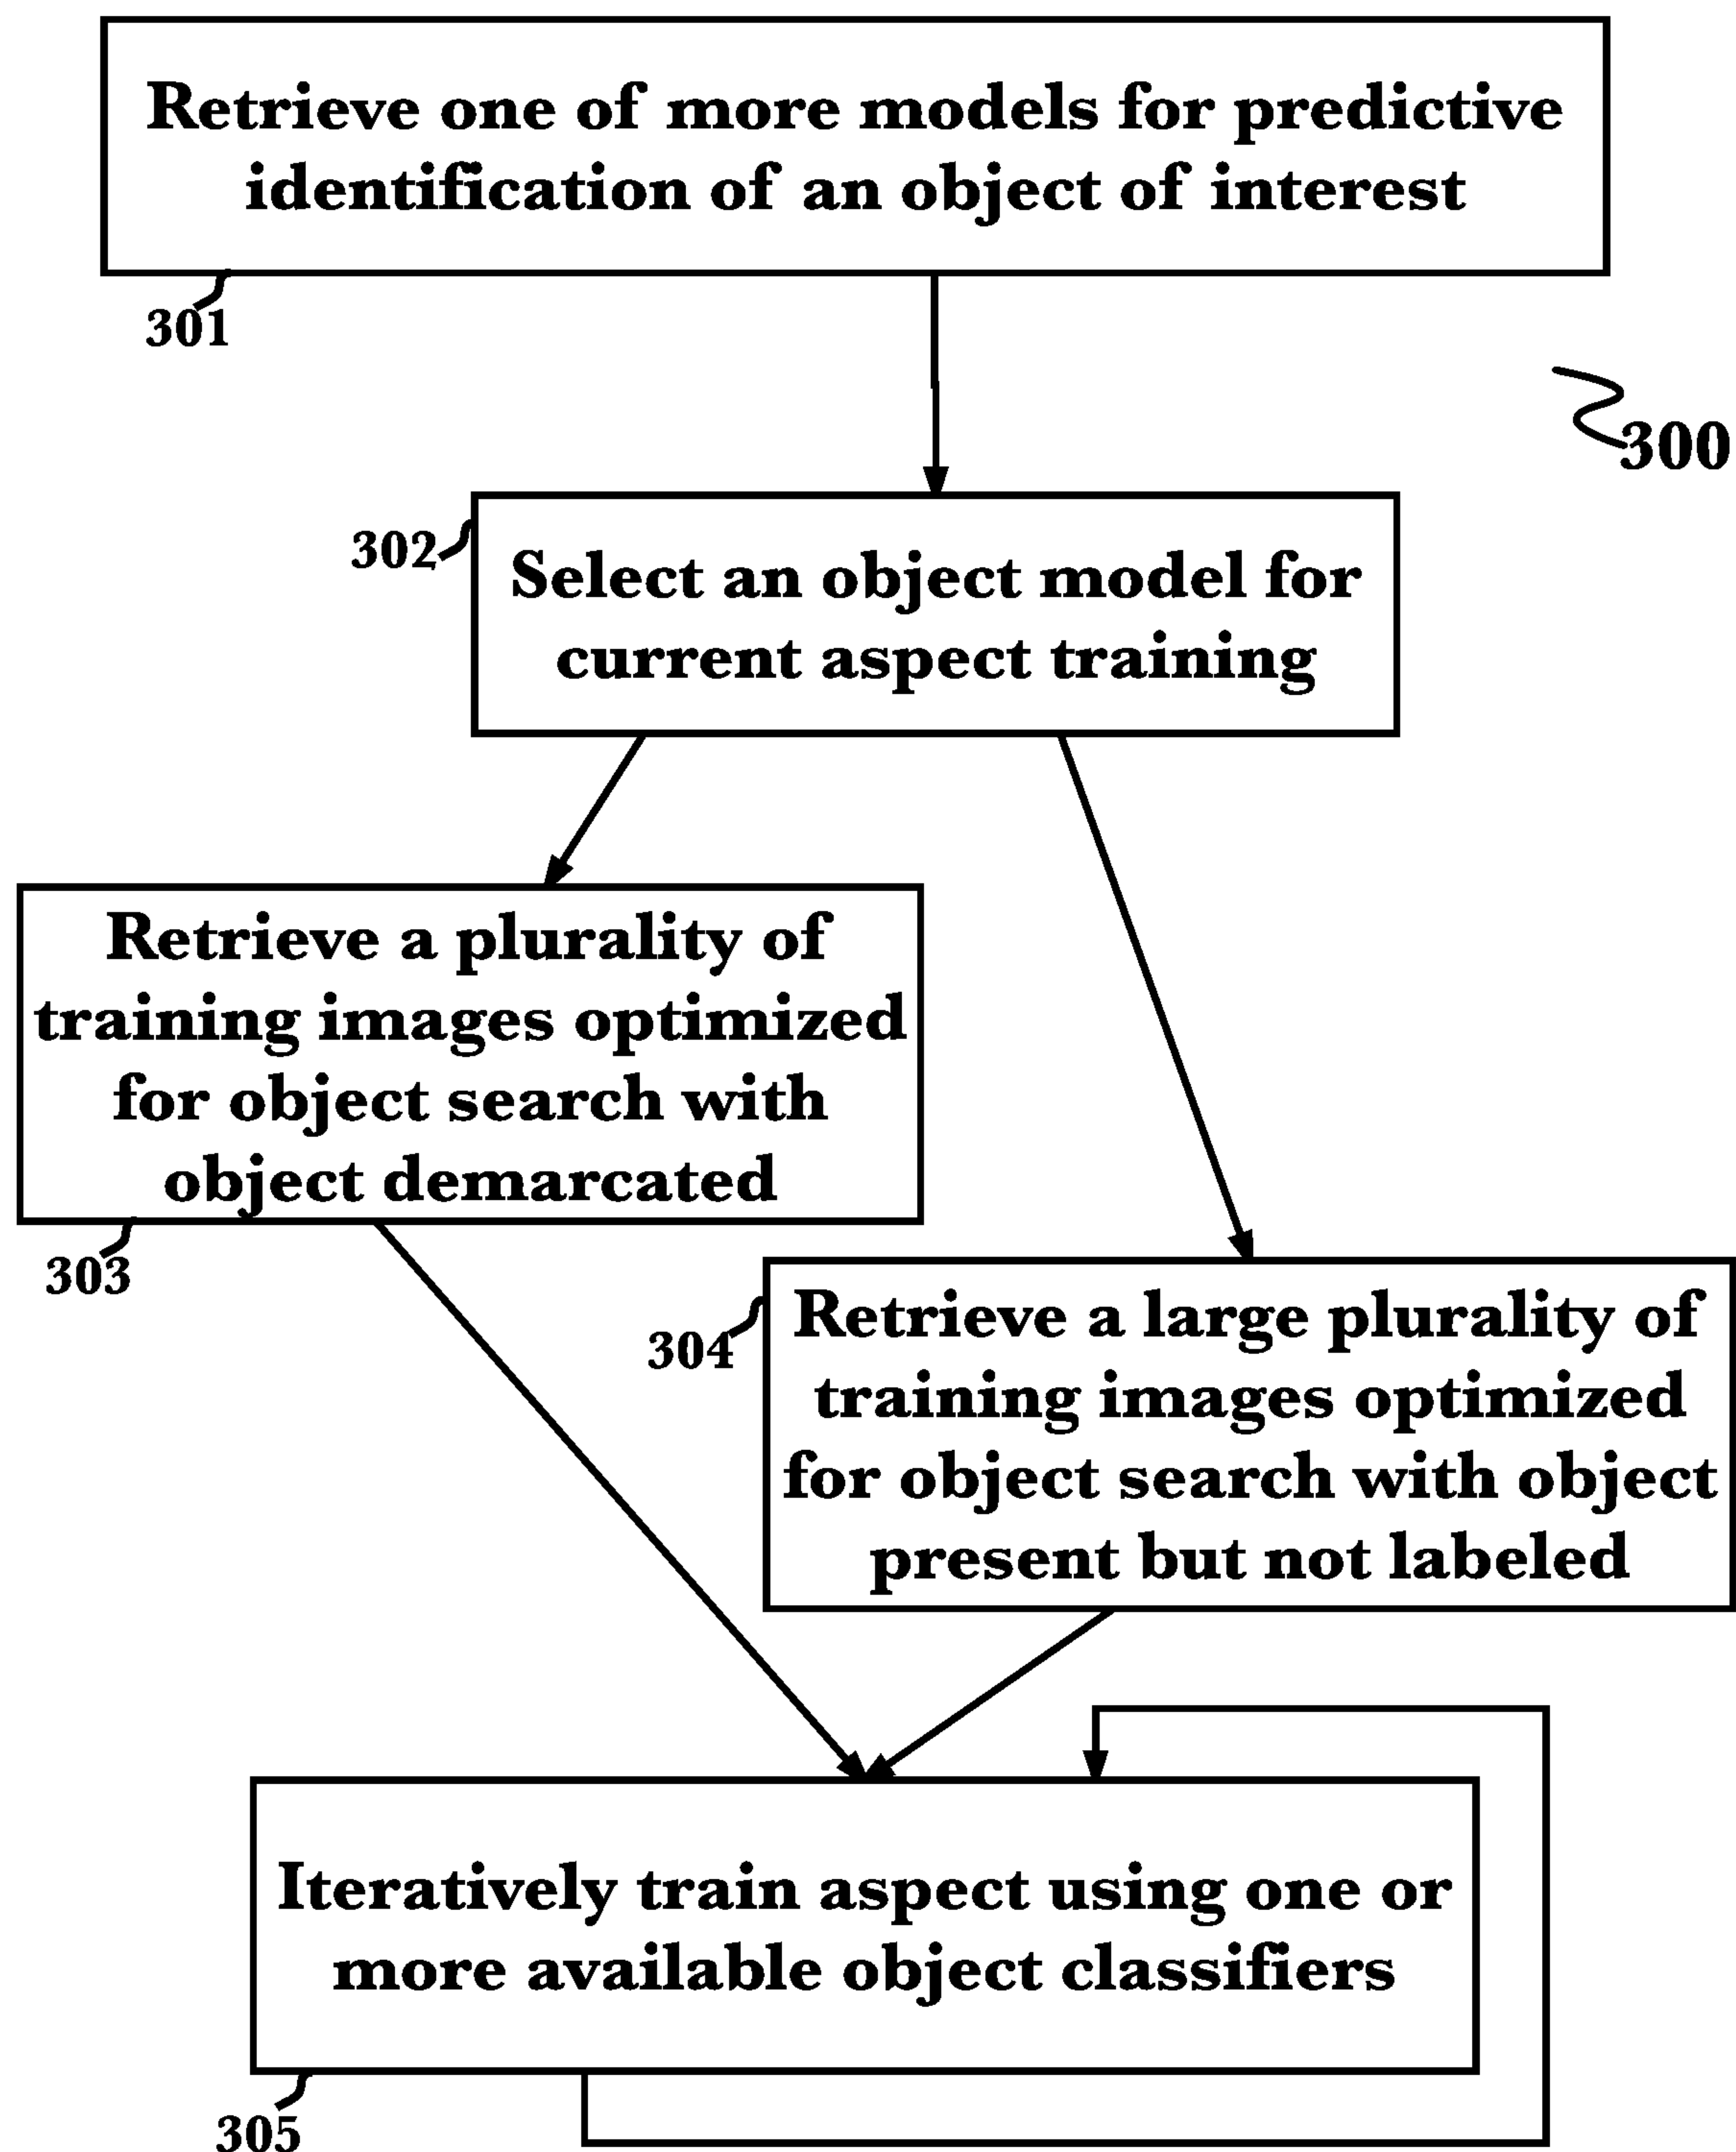 Retrieve one of more models for predictive
identification of an object of interest
301
300
302
Select an object model for
current aspect training
Retrieve a plurality of
training images optimized
for object search with
object demarcated
303
304
Retrieve a large plurality of
training images optimized
for object search with object
present but not labeled
Iteratively train aspect using one or
more available object classifiers
305